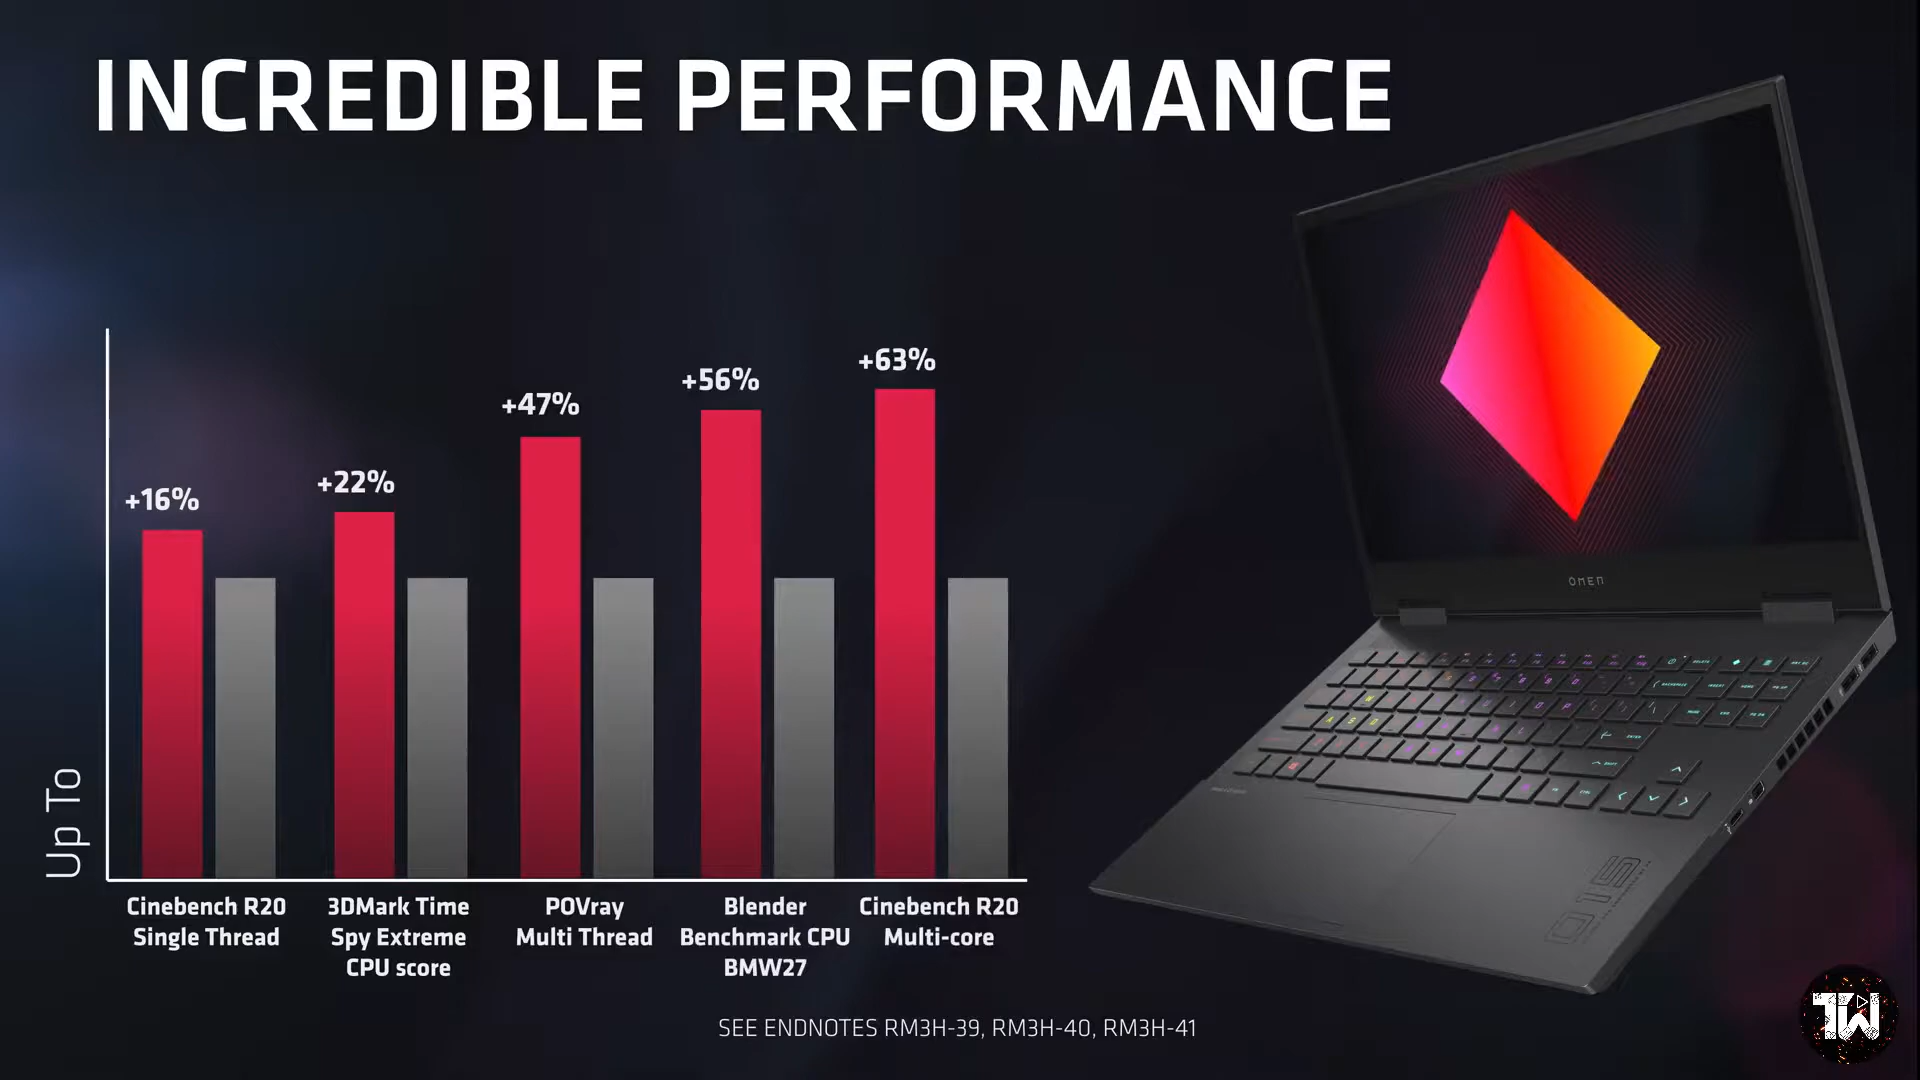 INCREDIBLE PERFORMANCE
+16%
+22%
+47%
+56%
+63%
Up To
Cinebench R20
Single Thread
3DMark Time
Spy Extreme
CPU score
POVray
Multi Thread
Blender
Benchmark CPU
BMW27
Cinebench R20
Multi-core
SEE ENDNOTES RM3H-39, RM3H-40, RM3H-41
OMEN
15
TW